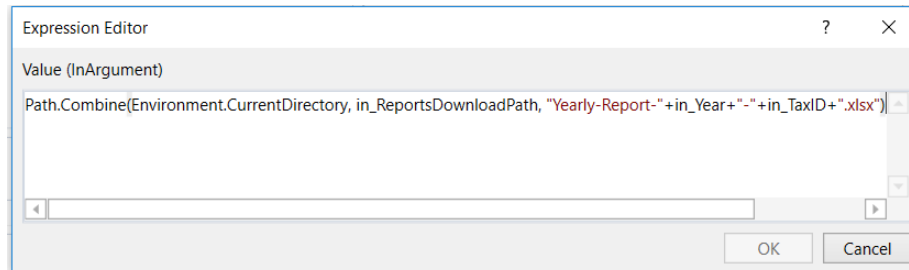 Expression Editor
? ×
Value (InArgument)
Path.Combine(Environment.CurrentDirectory, in_ReportsDownloadPath, "Yearly-Report-"+in_Year+"-"+in_TaxID+".xlsx")
OK Cancel